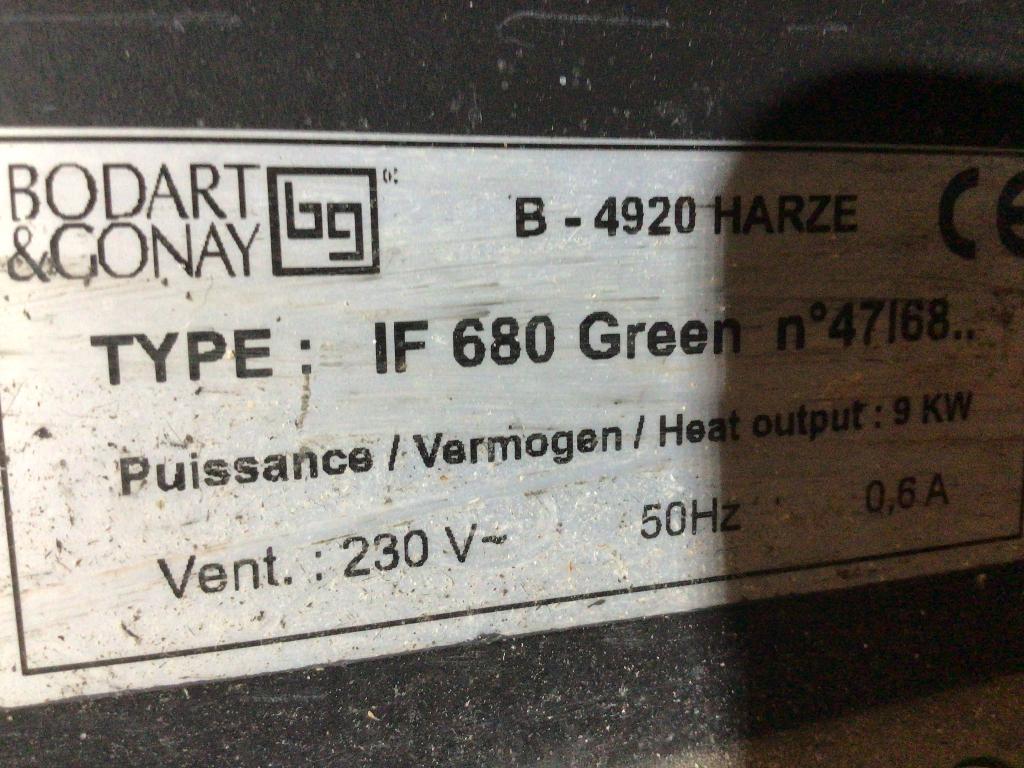 BODART
&GONAY
bg
B - 4920 HARZE
CE
TYPE : IF 680 Green n°47/68..
Puissance / Vermogen / Heat output : 9 KW
Vent. : 230 V~ 50Hz 0,6 A